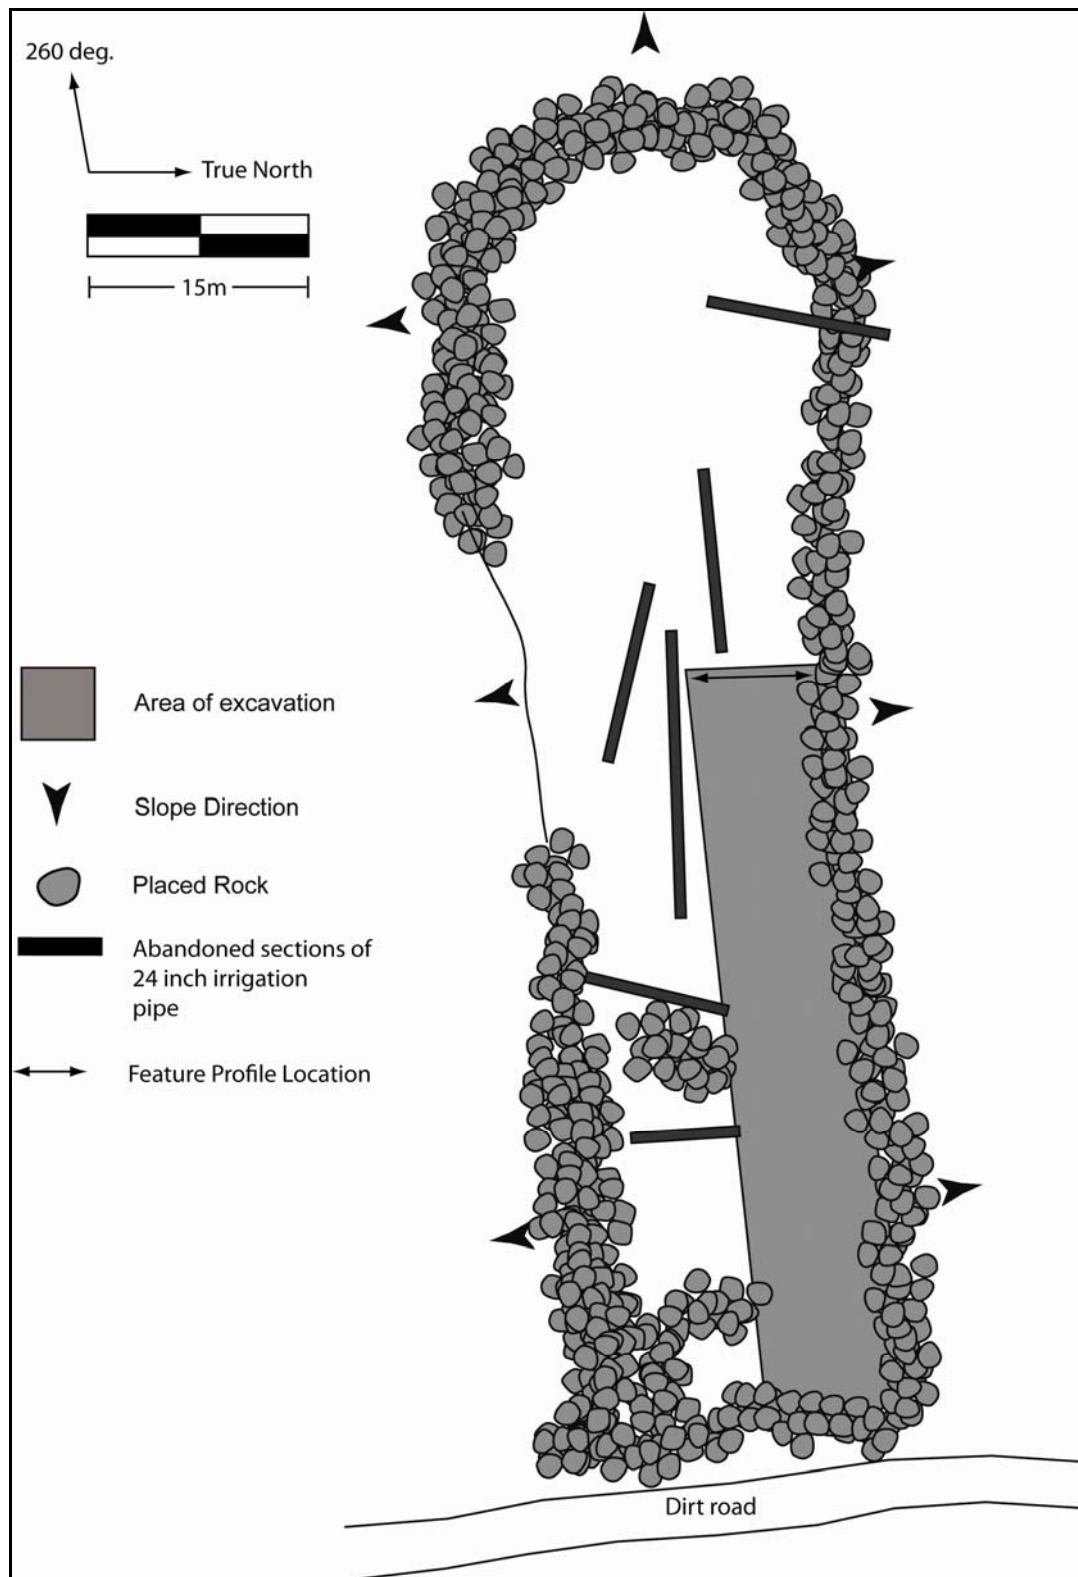 260 deg.
True North
15m
Area of excavation
Slope Direction
Placed Rock
Abandoned sections of
24 inch irrigation
pipe
Feature Profile Location
Dirt road